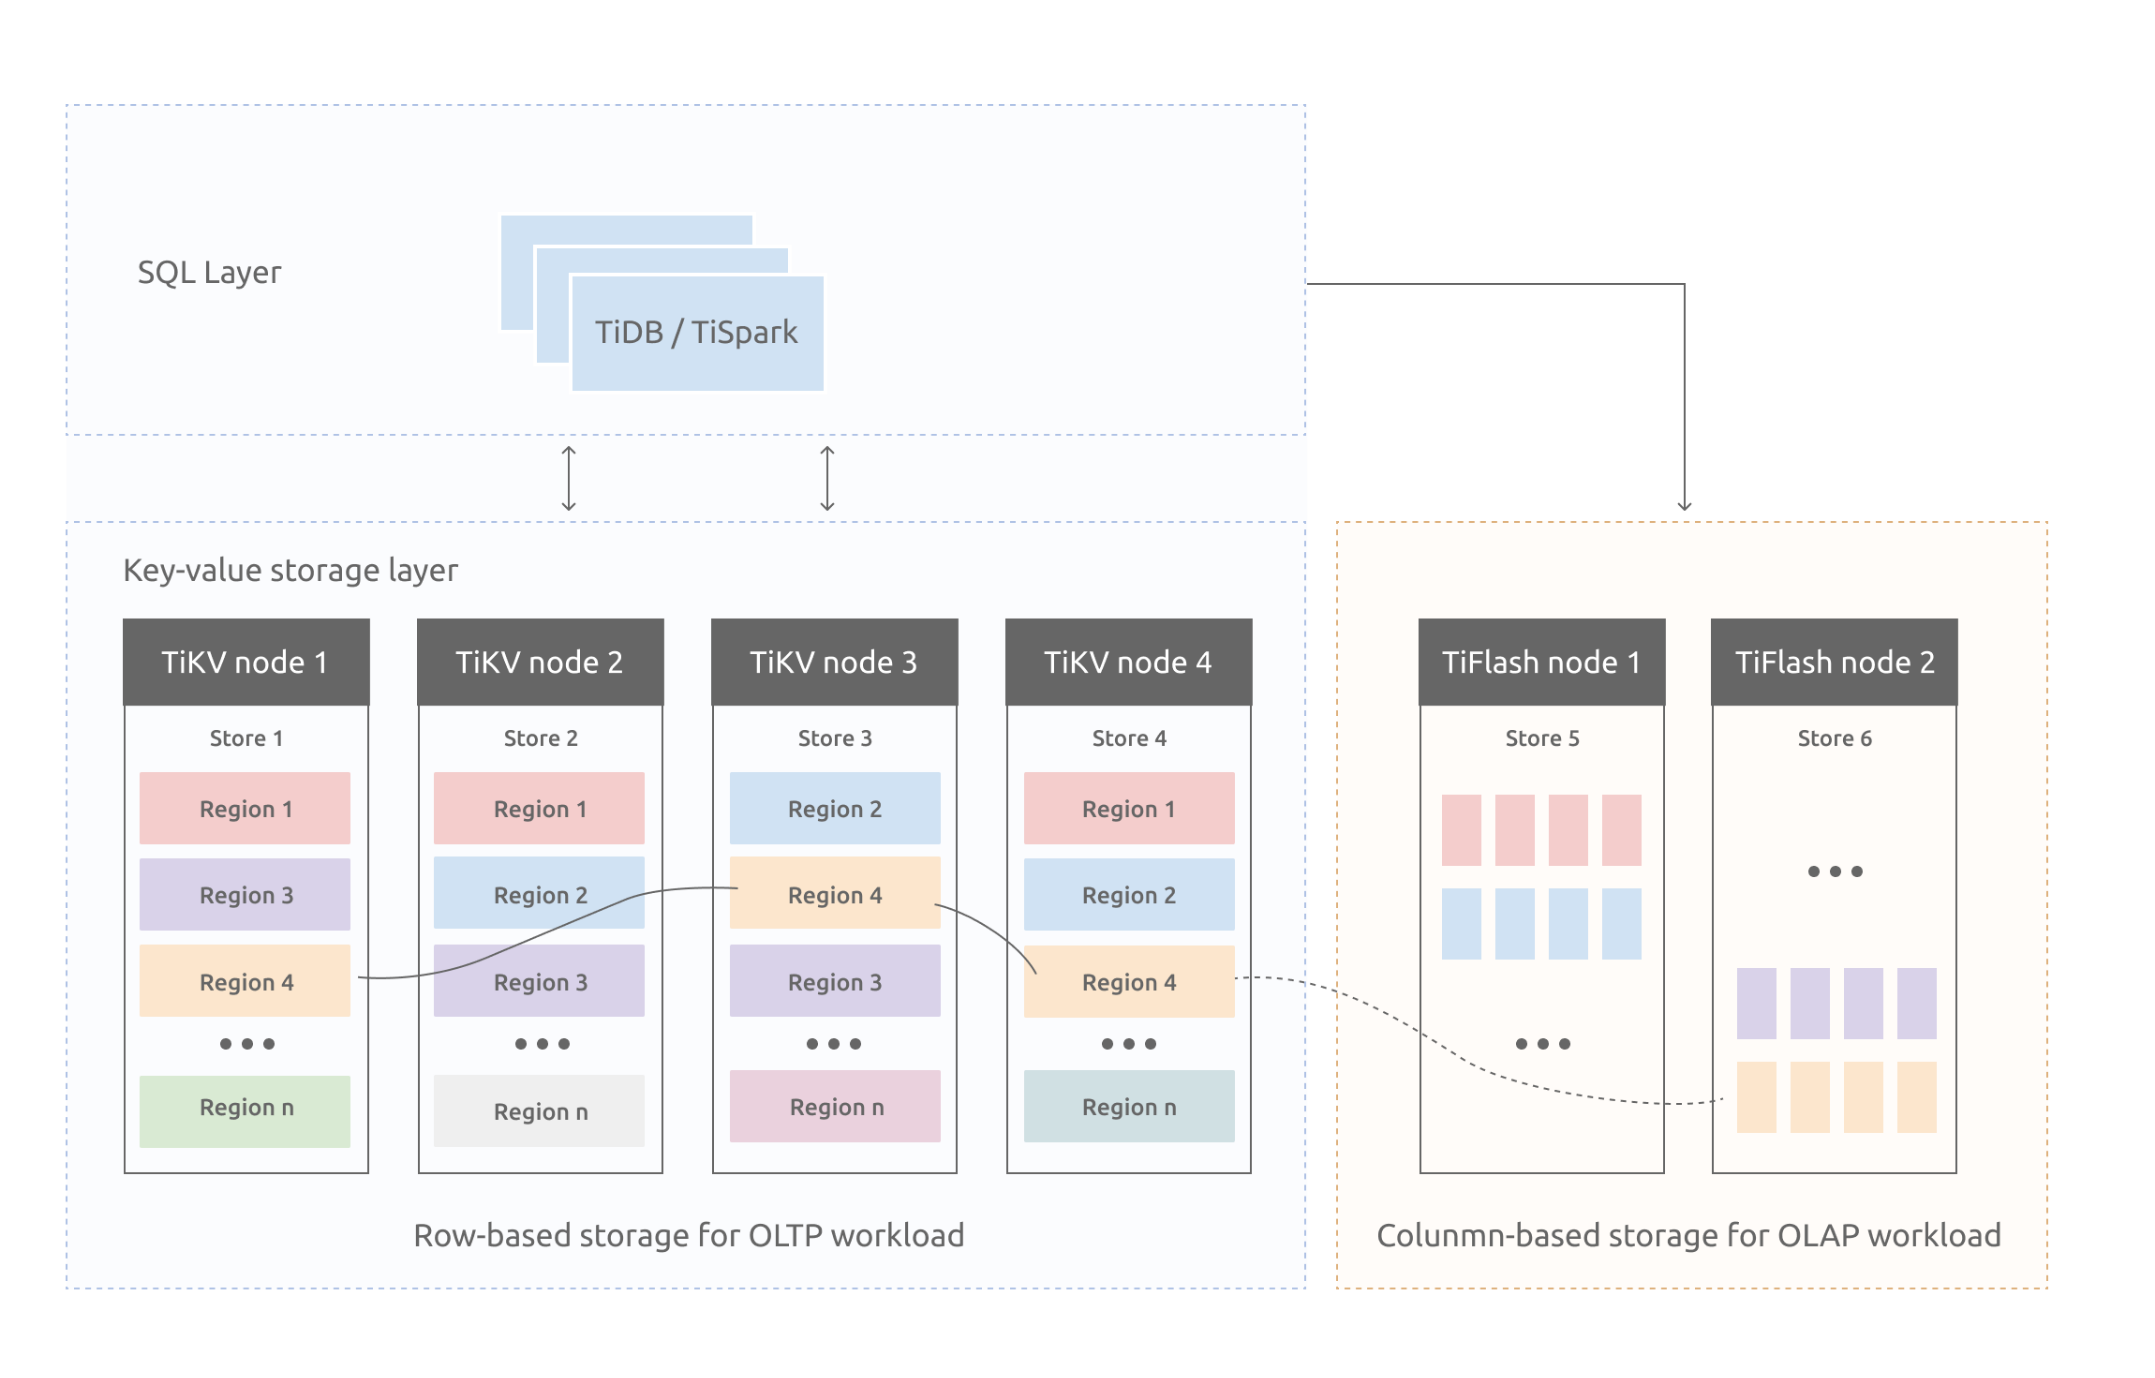 SQL Layer
TiDB / TiSpark
Key-value storage layer
TiKV node 1
Store 1
Region 1
Region 3
Region 4
Region n
TiKV node 2
Store 2
Region 1
Region 2
Region 3
Region n
TiKV node 3
Store 3
Region 2
Region 4
Region 3
Region n
TiKV node 4
Store 4
Region 1
Region 2
Region 4
Region n
Row-based storage for OLTP workload
TiFlash node 1
Store 5
TiFlash node 2
Store 6
Colunmn-based storage for OLAP workload